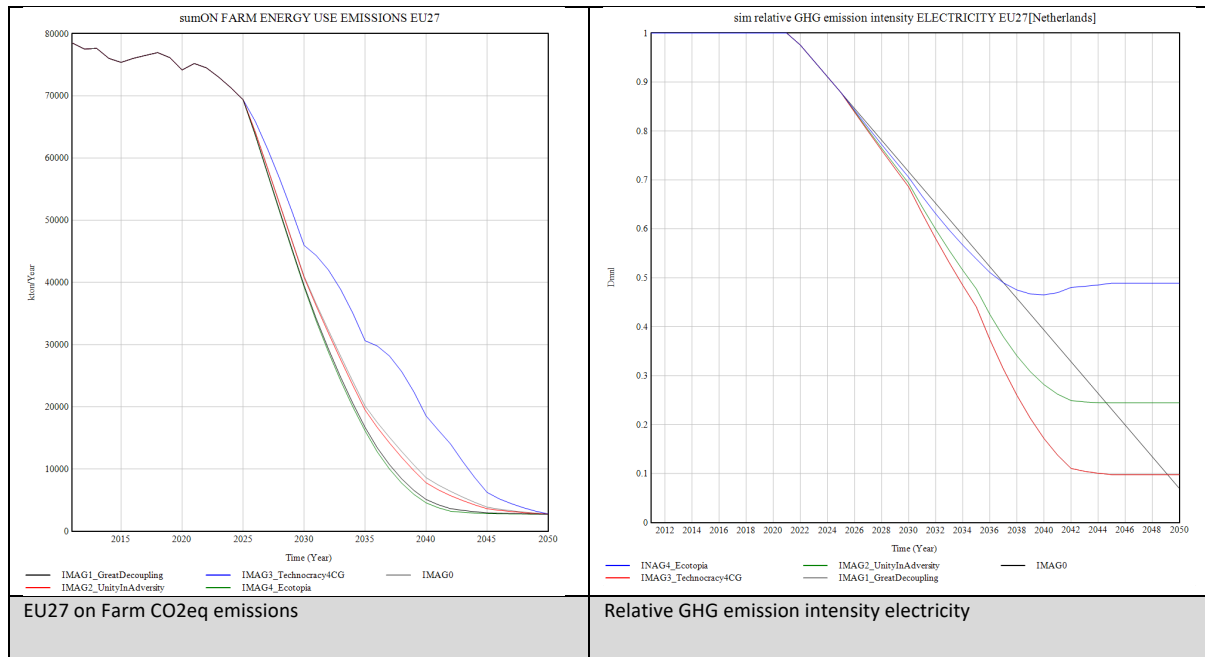 sumON FARM ENERGY USE EMISSIONS EU27
80000
70000
60000
50000
40000
30000
20000
10000
0
kton/Year
2015 2020 2025 2030 2035 2040 2045 2050
Time (Year)
IMAG1_GreatDecoupling IMAG3_Technocracy4CG IMAG0
IMAG2_UnityInAdversity IMAG4_Ecotopia
EU27 on Farm CO2eq emissions
sim relative GHG emission intensity ELECTRICITY EU27[Netherlands]
1
0.9
0.8
0.7
0.6
0.5
0.4
0.3
0.2
0.1
0
Dmnl
2012 2014 2016 2018 2020 2022 2024 2026 2028 2030 2032 2034 2036 2038 2040 2042 2044 2046 2048 2050
Time (Year)
INAG4_Ecotopia IMAG2_UnityInAdversity IMAG0
IMAG3_Technocracy4CG IMAG1_GreatDecoupling
Relative GHG emission intensity electricity